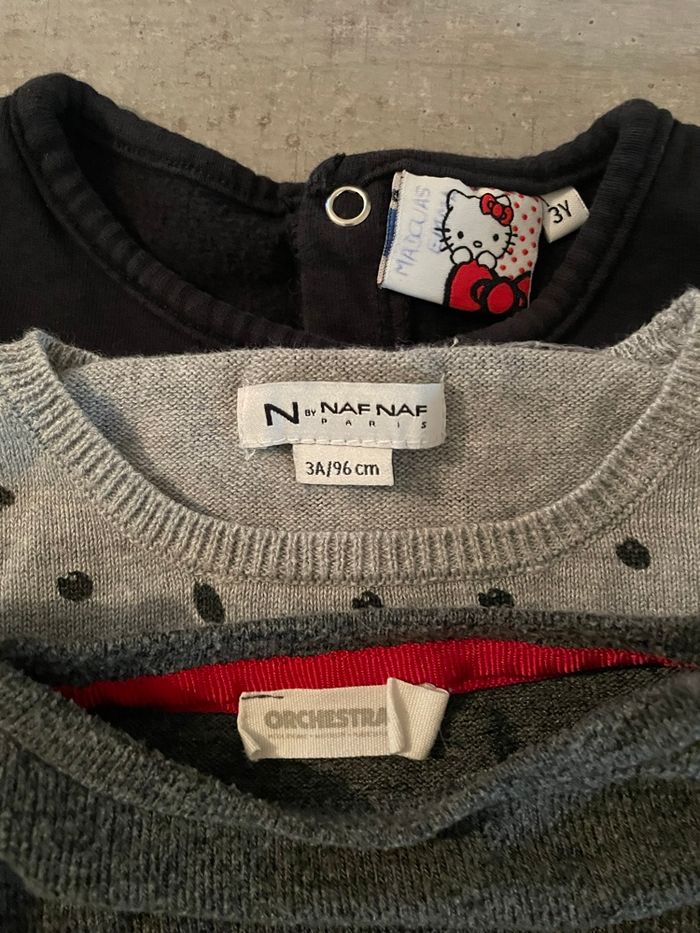 3Y
N BY NAF NAF
PARIS
3A/96 cm
ORCHESTRA